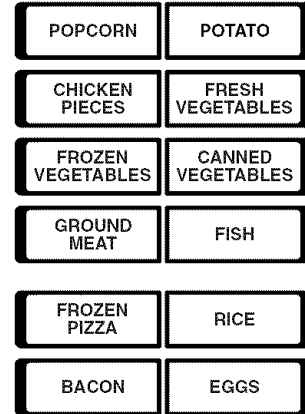 POPCORN
POTATO
CHICKEN
PIECES
FRESH
VEGETABLES
FROZEN
VEGETABLES
CANNED
VEGETABLES
GROUND
MEAT
FISH
FROZEN
PIZZA
RICE
BACON
EGGS